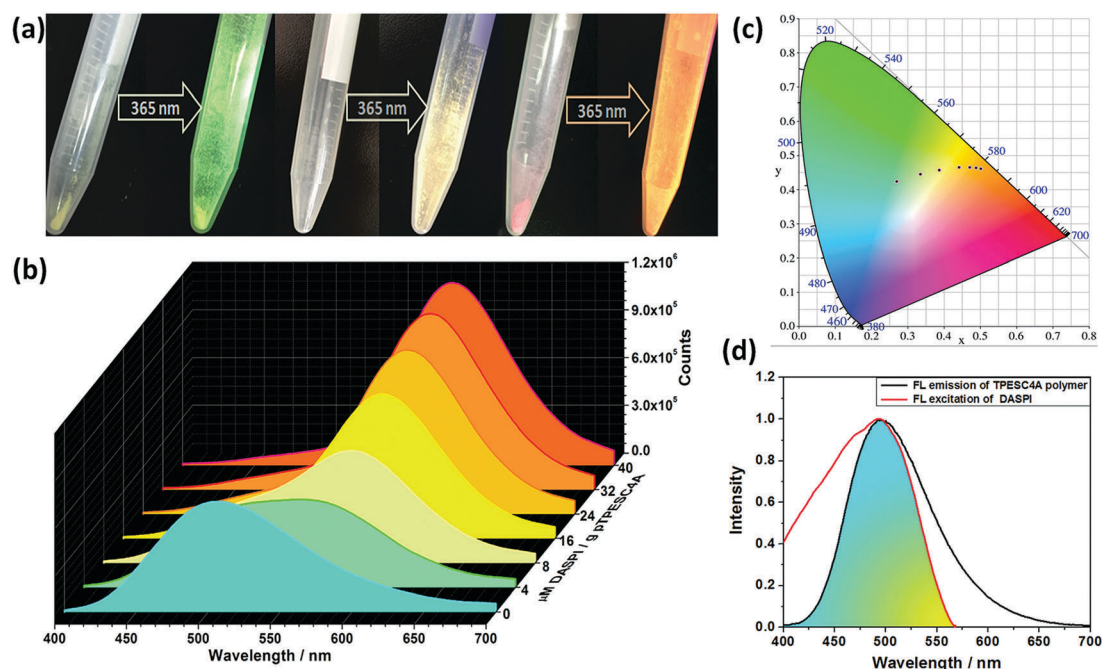 (a)
365 nm
365 nm
365 nm
(b)
1.2x10⁶
9.0x10⁵
6.0x10⁵
3.0x10⁵
0.0
Counts
40
32
24
16
8
4
0
μM DASPI / g pTPESC4A
400 450 500 550 600 650 700
Wavelength / nm
(c)
0.9
0.8
0.7
0.6
0.5
y
0.4
0.3
0.2
0.1
0.0
520
540
560
500
580
600
620
700
490
480
470
460
380
0.0 0.1 0.2 0.3 0.4 0.5 0.6 0.7 0.8
x
(d)
FL emission of TPESC4A polymer
FL excitation of DASPI
1.2
1.0
0.8
0.6
0.4
0.2
0.0
Intensity
400 450 500 550 600 650 700
Wavelength / nm